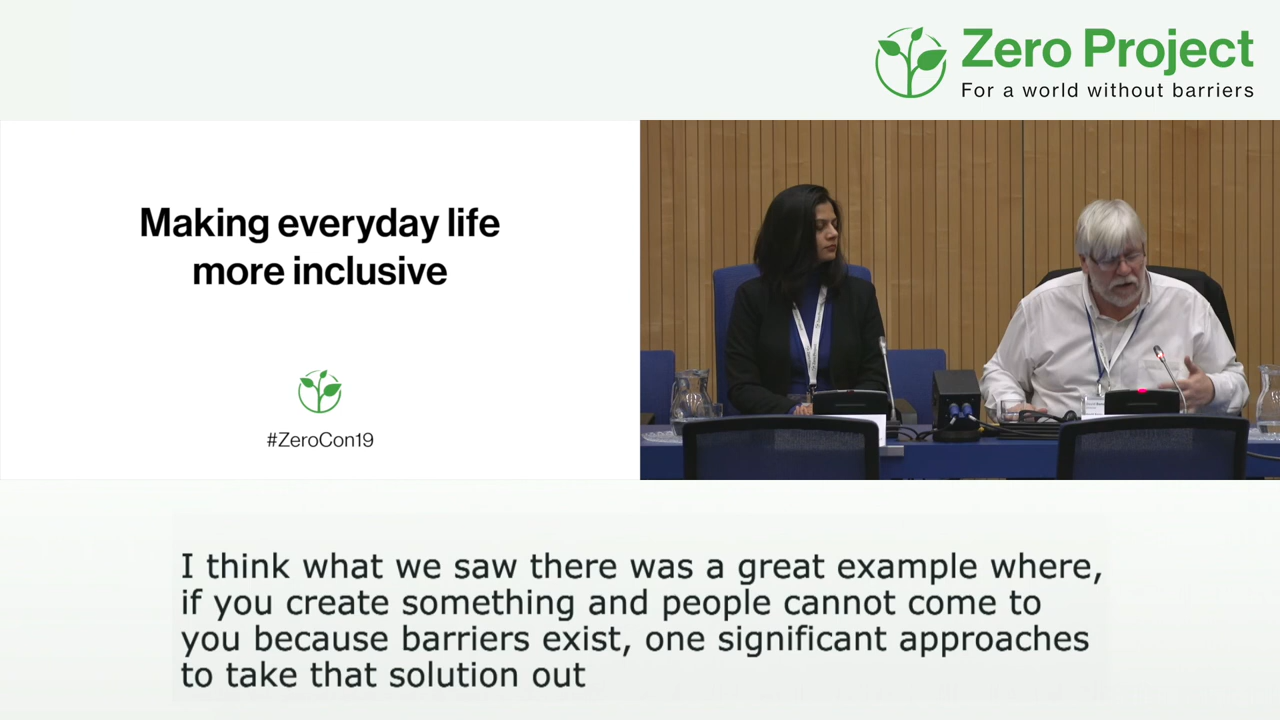 Zero Project
For a world without barriers
Making everyday life
more inclusive
#ZeroCon19
I think what we saw there was a great example where,
if you create something and people cannot come to
you because barriers exist, one significant approaches
to take that solution out